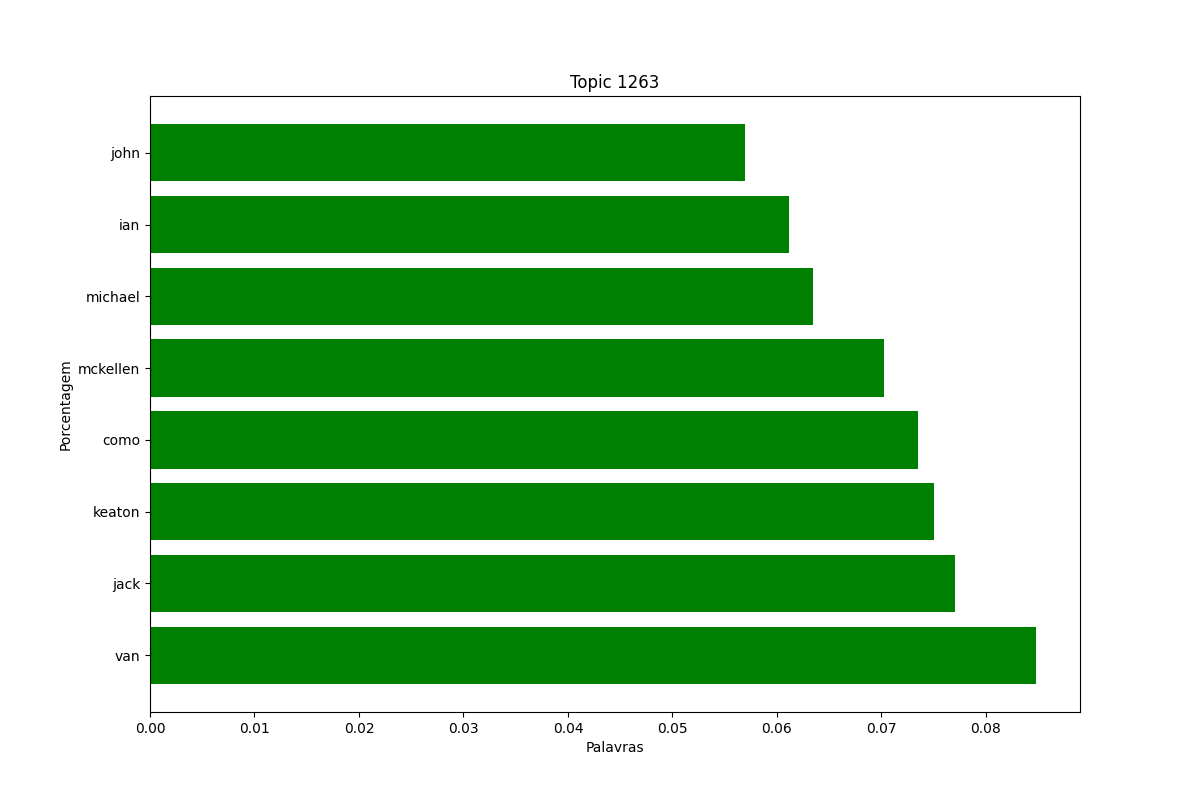 Topic 1263
john
ian
michael
mckellen
como
keaton
jack
van
Porcentagem
0.00 0.01 0.02 0.03 0.04 0.05 0.06 0.07 0.08
Palavras